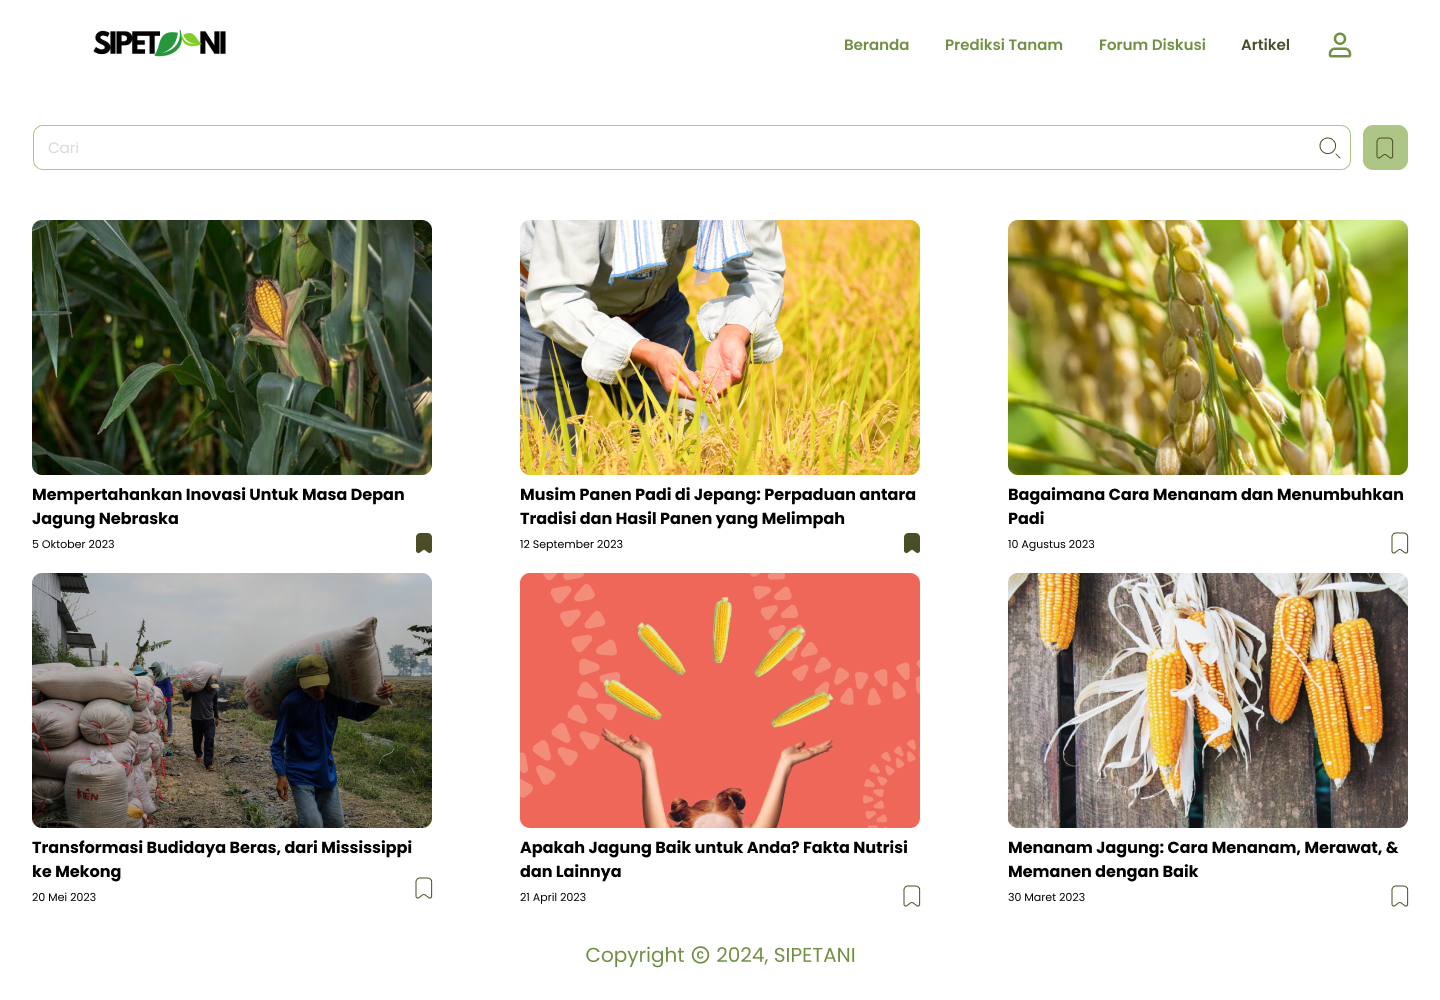 SIPETANI
Beranda Prediksi Tanam Forum Diskusi Artikel
Cari
Mempertahankan Inovasi Untuk Masa Depan
Jagung Nebraska
5 Oktober 2023
Musim Panen Padi di Jepang: Perpaduan antara
Tradisi dan Hasil Panen yang Melimpah
12 September 2023
Bagaimana Cara Menanam dan Menumbuhkan
Padi
10 Agustus 2023
KIÊN
Transformasi Budidaya Beras, dari Mississippi
ke Mekong
20 Mei 2023
Apakah Jagung Baik untuk Anda? Fakta Nutrisi
dan Lainnya
21 April 2023
Menanam Jagung: Cara Menanam, Merawat, &
Memanen dengan Baik
30 Maret 2023
Copyright © 2024, SIPETANI